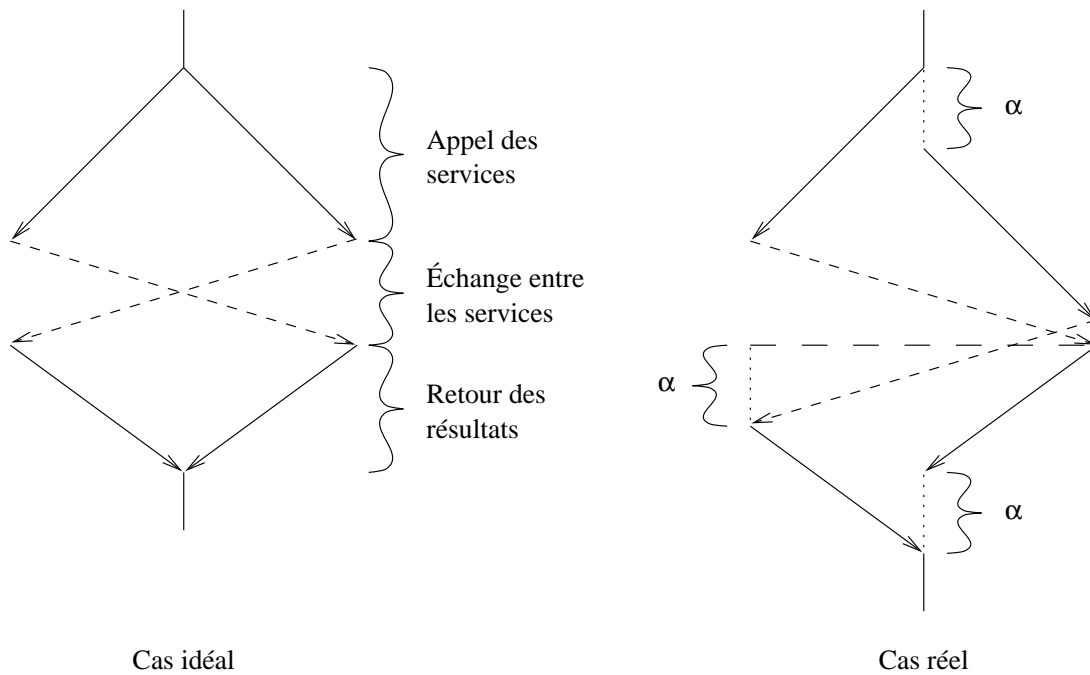 α
Appel des
services
Échange entre
les services
α
Retour des
résultats
α
Cas idéal
Cas réel